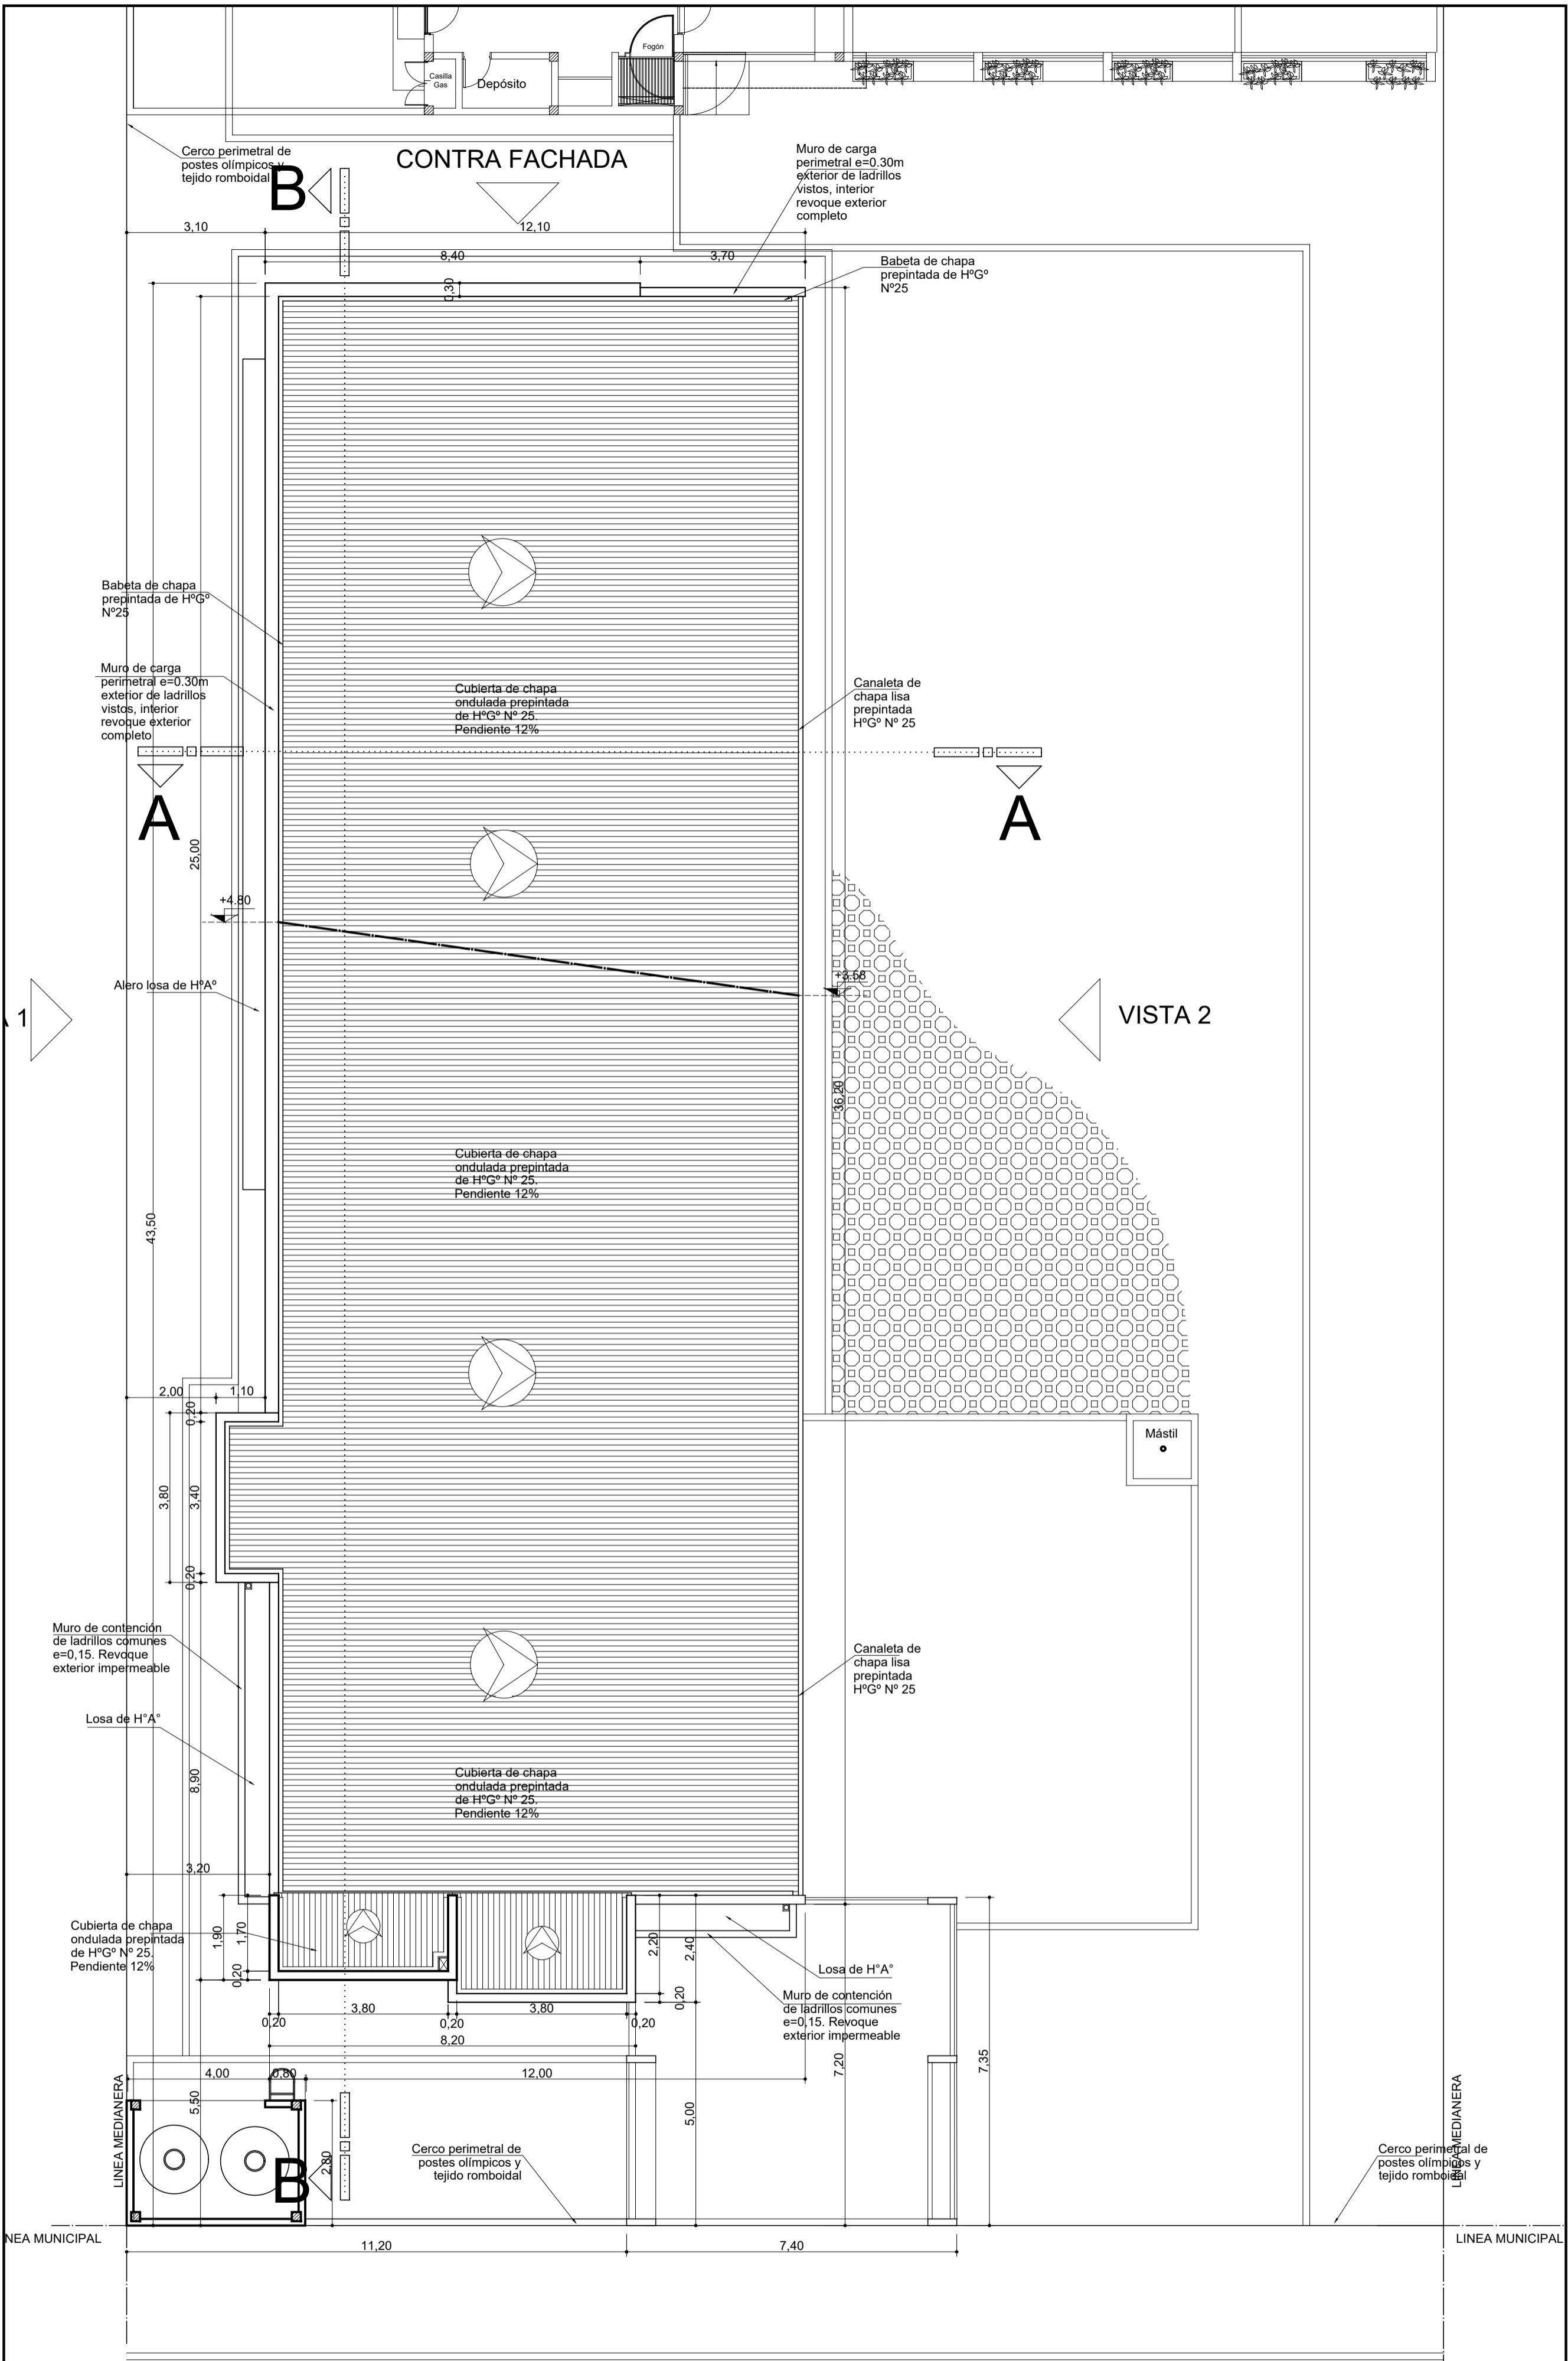 Fogón
Casilla
Gas
Depósito
Cerco perimetral de
postes olímpicos y
tejido romboidal
B
CONTRA FACHADA
Muro de carga
perimetral e=0.30m
exterior de ladrillos
vistos, interior
revoque exterior
completo
3,10
12,10
8,40
3,70
Babeta de chapa
prepintada de HºGº
Nº25
0,30
Babeta de chapa
prepintada de HºGº
Nº25
Muro de carga
perimetral e=0.30m
exterior de ladrillos
vistos, interior
revoque exterior
completo
Cubierta de chapa
ondulada prepintada
de HºGº Nº 25.
Pendiente 12%
Canaleta de
chapa lisa
prepintada
HºGº Nº 25
A
A
25,00
+4.80
+3.58
Alero losa de HºAº
1
VISTA 2
36,20
Cubierta de chapa
ondulada prepintada
de HºGº Nº 25.
Pendiente 12%
43,50
2,00
1,10
0,20
Mástil
3,80
3,40
0,20
Muro de contención
de ladrillos comunes
e=0,15. Revoque
exterior impermeable
Canaleta de
chapa lisa
prepintada
HºGº Nº 25
Losa de H°A°
8,90
Cubierta de chapa
ondulada prepintada
de HºGº Nº 25.
Pendiente 12%
3,20
Cubierta de chapa
ondulada prepintada
de HºGº Nº 25.
Pendiente 12%
1,90
1,70
0,20
2,20
2,40
0,20
Losa de H°A°
Muro de contención
de ladrillos comunes
e=0,15. Revoque
exterior impermeable
3,80
3,80
0,20
0,20
0,20
8,20
7,20
7,35
4,00
0,80
12,00
5,50
5,00
LINEA MEDIANERA
LINEA MEDIANERA
2,80
B
Cerco perimetral de
postes olímpicos y
tejido romboidal
Cerco perimetral de
postes olímpicos y
tejido romboidal
NEA MUNICIPAL
LINEA MUNICIPAL
11,20
7,40